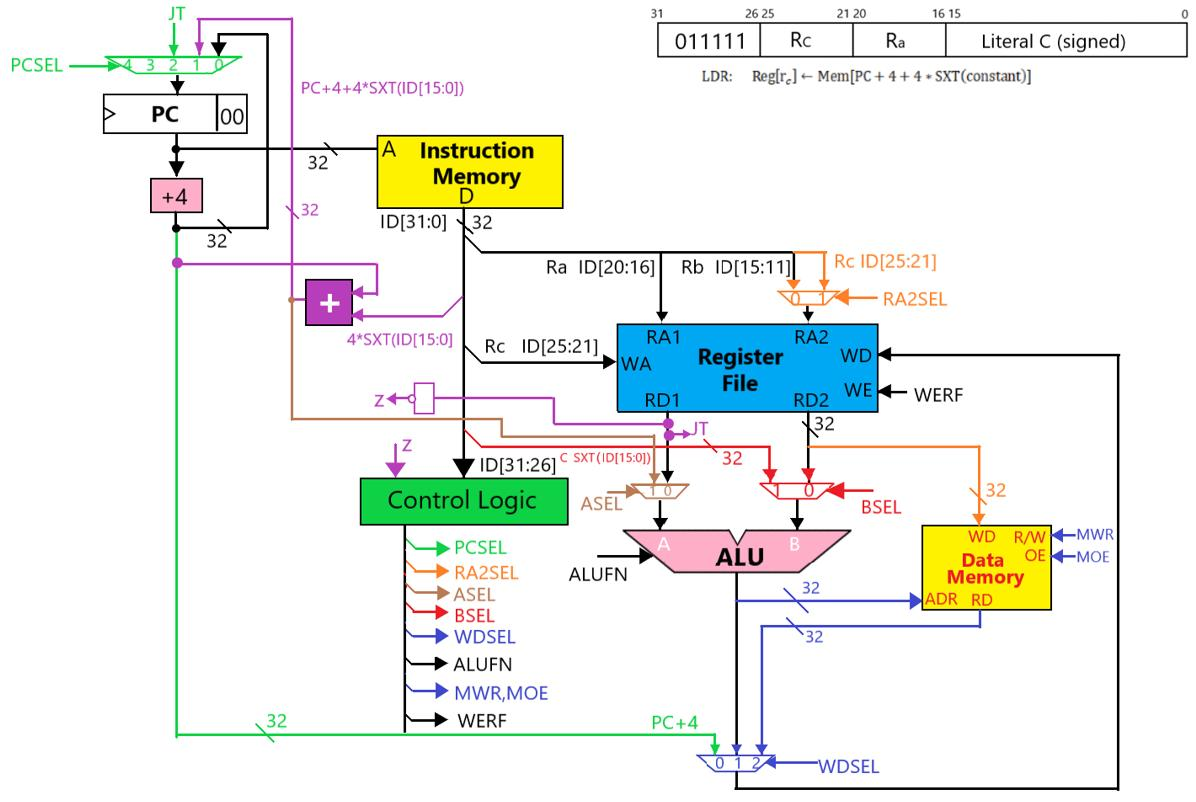 31 26 25 21 20 16 15 0
011111 Rc Ra Literal C (signed)
LDR: Reg[r_c] ← Mem[PC + 4 + 4 * SXT(constant)]
JT
PCSEL
4 3 2 1 0
PC+4+4*SXT(ID[15:0])
PC 00
A Instruction
Memory
D
32
+4
ID[31:0] 32
32
32
Ra ID[20:16] Rb ID[15:11] Rc ID[25:21]
0 1 RA2SEL
+
4*SXT(ID[15:0]
RA1 RA2
Rc ID[25:21] WA Register WD
File
WE WERF
RD1 RD2
Z
JT 32
Z
C SXT(ID[15:0]) 32
ID[31:26]
ASEL 1 0 1 0 BSEL
32
Control Logic
A B
ALU
ALUFN
WD R/W MWR
OE MOE
Data
Memory
ADR RD
32
32
PCSEL
RA2SEL
ASEL
BSEL
WDSEL
ALUFN
MWR,MOE
WERF
32 PC+4
0 1 2 WDSEL